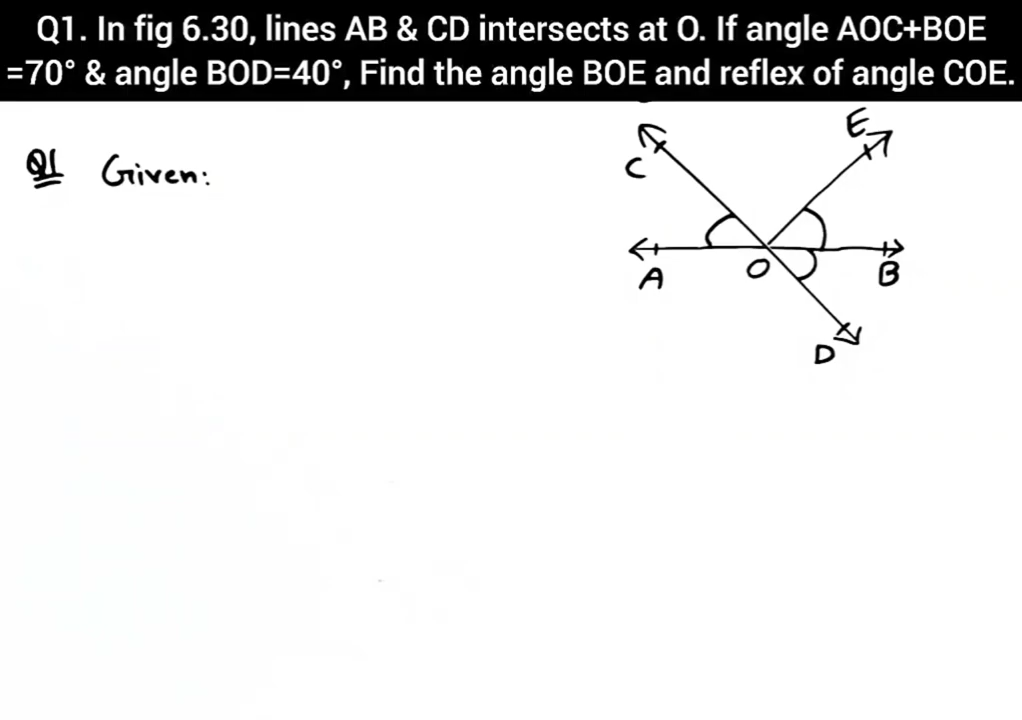 Q1. In fig 6.30, lines AB & CD intersects at O. If angle AOC+BOE
=70° & angle BOD=40°, Find the angle BOE and reflex of angle COE.
Q1 Given:
C
E
A
O
B
D